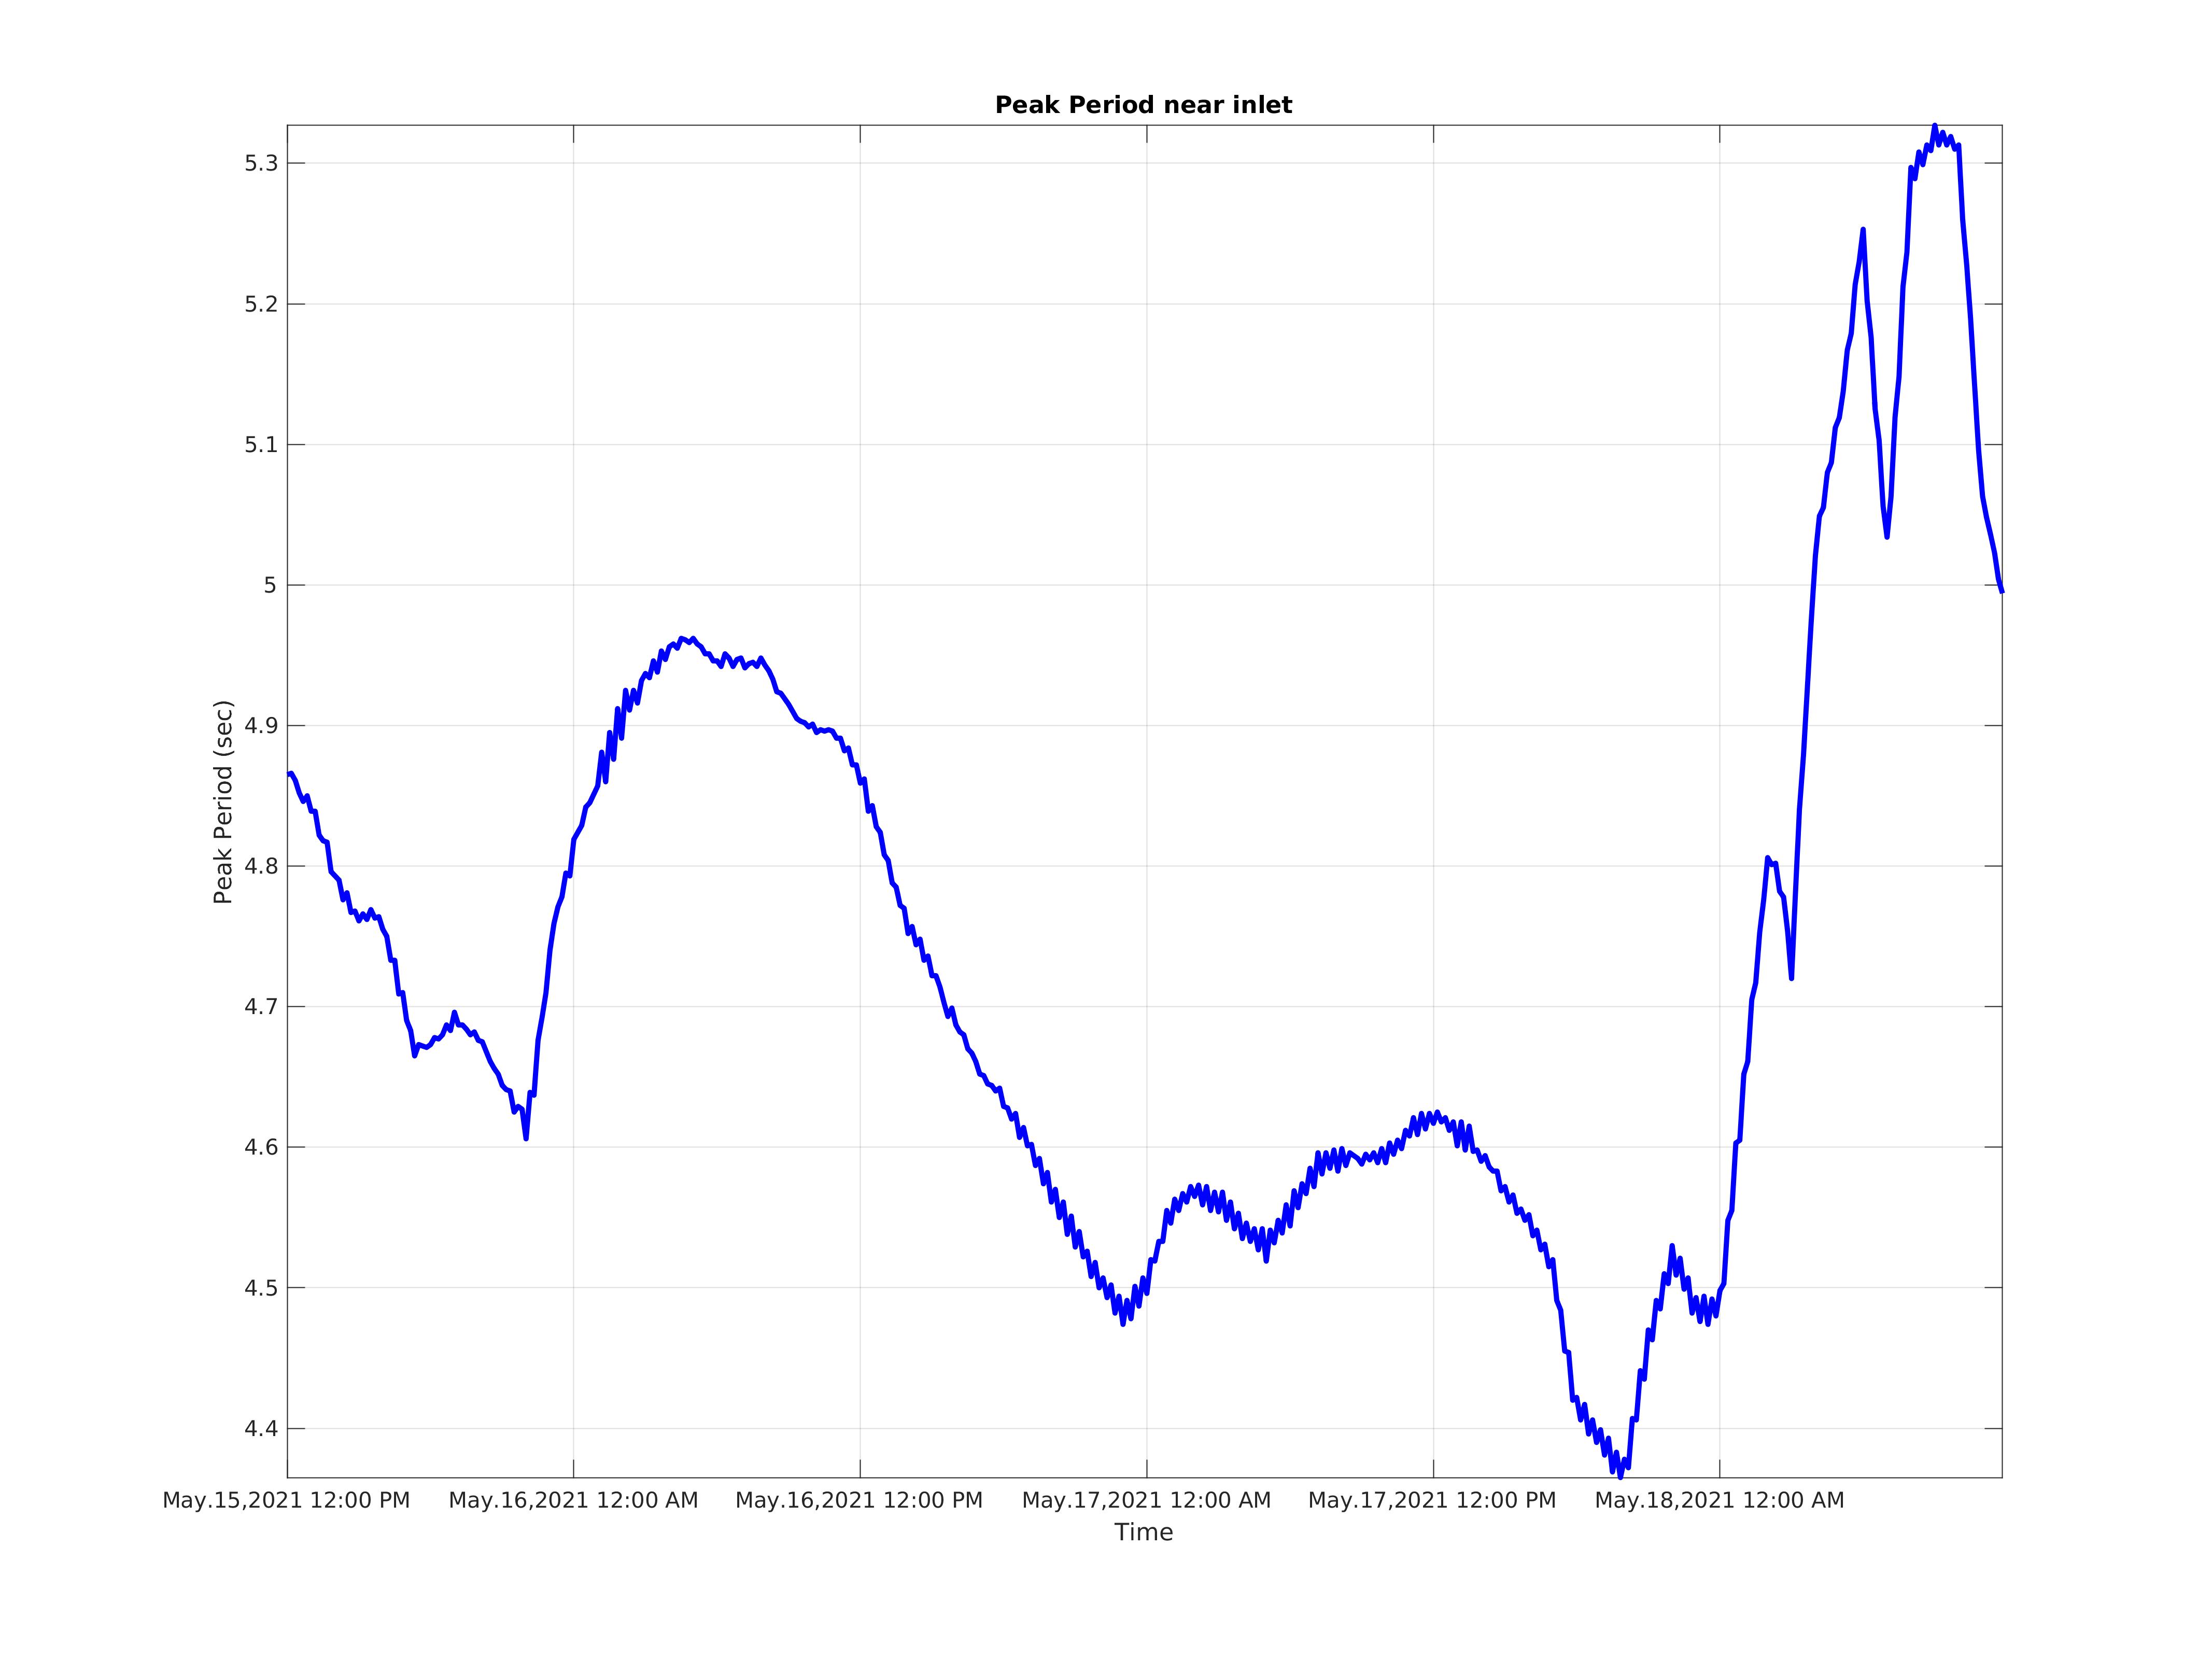 Peak Period near inlet
5.3
5.2
5.1
5
4.9
4.8
4.7
4.6
4.5
4.4
Peak Period (sec)
May.15,2021 12:00 PM
May.16,2021 12:00 AM
May.16,2021 12:00 PM
May.17,2021 12:00 AM
May.17,2021 12:00 PM
May.18,2021 12:00 AM
Time